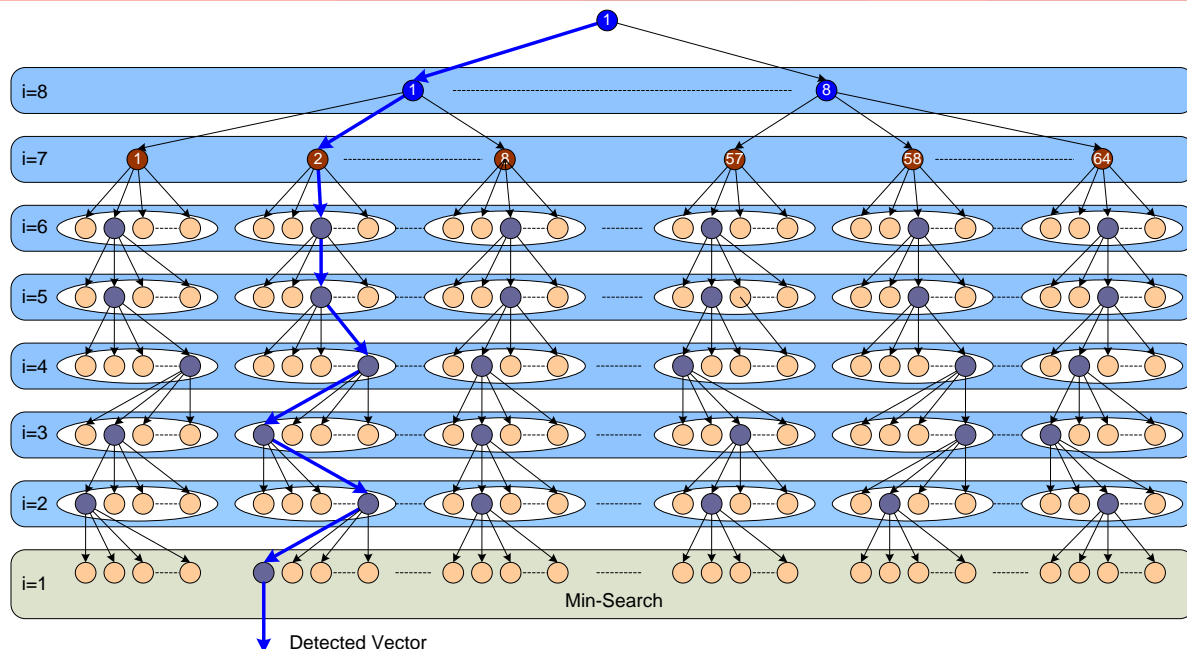 1
i=8 1 8
i=7 1 2 8 57 58 64
i=6
i=5
i=4
i=3
i=2
i=1
Min-Search
Detected Vector